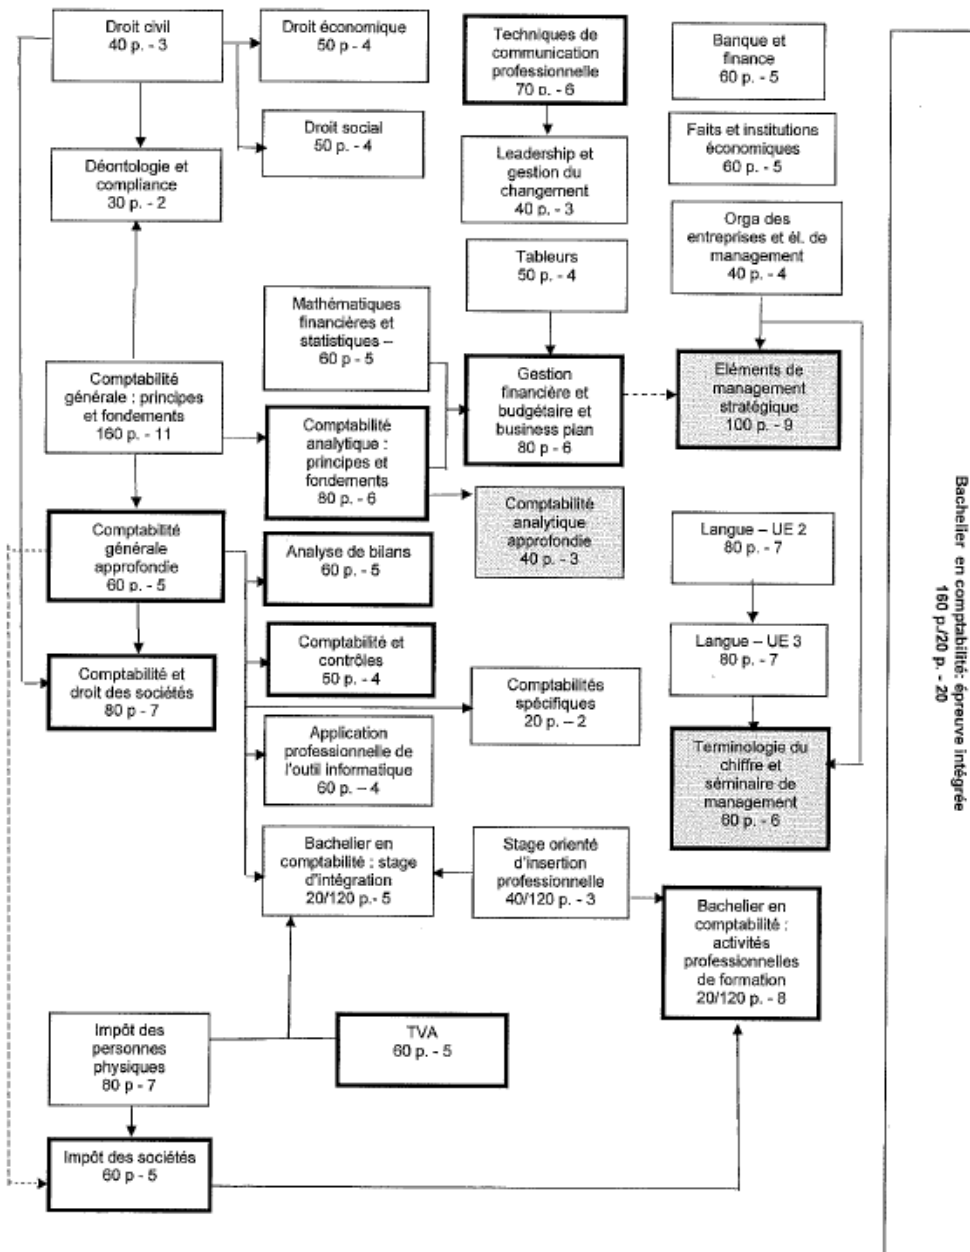 Droit civil
40 p. - 3
Droit économique
50 p - 4
Techniques de
communication
professionnelle
70 p. - 6
Banque et
finance
60 p. - 5
Droit social
50 p. - 4
Faits et institutions
économiques
60 p. - 5
Déontologie et
compliance
30 p. - 2
Leadership et
gestion du
changement
40 p. - 3
Orga des
entreprises et él. de
management
40 p. - 4
Tableurs
50 p. - 4
Mathématiques
financières et
statistiques –
60 p - 5
Comptabilité
générale : principes
et fondements
160 p. - 11
Gestion
financière et
budgétaire et
business plan
80 p - 6
Eléments de
management
stratégique
100 p. - 9
Comptabilité
analytique :
principes et
fondements
80 p. - 6
Comptabilité
analytique
approfondie
40 p. - 3
Comptabilité
générale
approfondie
60 p. - 5
Analyse de bilans
60 p. - 5
Langue – UE 2
80 p. - 7
Comptabilité et
contrôles
50 p. - 4
Langue – UE 3
80 p. - 7
Comptabilité et
droit des sociétés
80 p - 7
Comptabilités
spécifiques
20 p. – 2
Application
professionnelle de
l'outil informatique
60 p. – 4
Terminologie du
chiffre et
séminaire de
management
60 p. - 6
Bachelier en
comptabilité : stage
d'intégration
20/120 p.- 5
Stage orienté
d'insertion
professionnelle
40/120 p. - 3
Bachelier en
comptabilité :
activités
professionnelles
de formation
20/120 p. - 8
Impôt des
personnes
physiques
80 p - 7
TVA
60 p. - 5
Impôt des sociétés
60 p - 5
Bachelier en comptabilité: épreuve intégrée
160 p./20 p. - 20